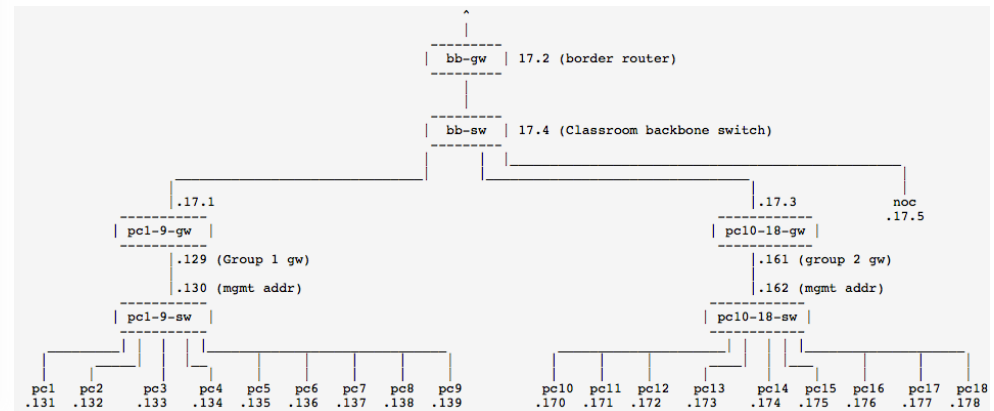 ^
bb-gw 17.2 (border router)
bb-sw 17.4 (Classroom backbone switch)
.17.1 .17.3 noc
.17.5
pc1-9-gw pc10-18-gw
.129 (Group 1 gw) .161 (group 2 gw)
.130 (mgmt addr) .162 (mgmt addr)
pc1-9-sw pc10-18-sw
pc1 pc2 pc3 pc4 pc5 pc6 pc7 pc8 pc9 pc10 pc11 pc12 pc13 pc14 pc15 pc16 pc17 pc18
.131 .132 .133 .134 .135 .136 .137 .138 .139 .170 .171 .172 .173 .174 .175 .176 .177 .178